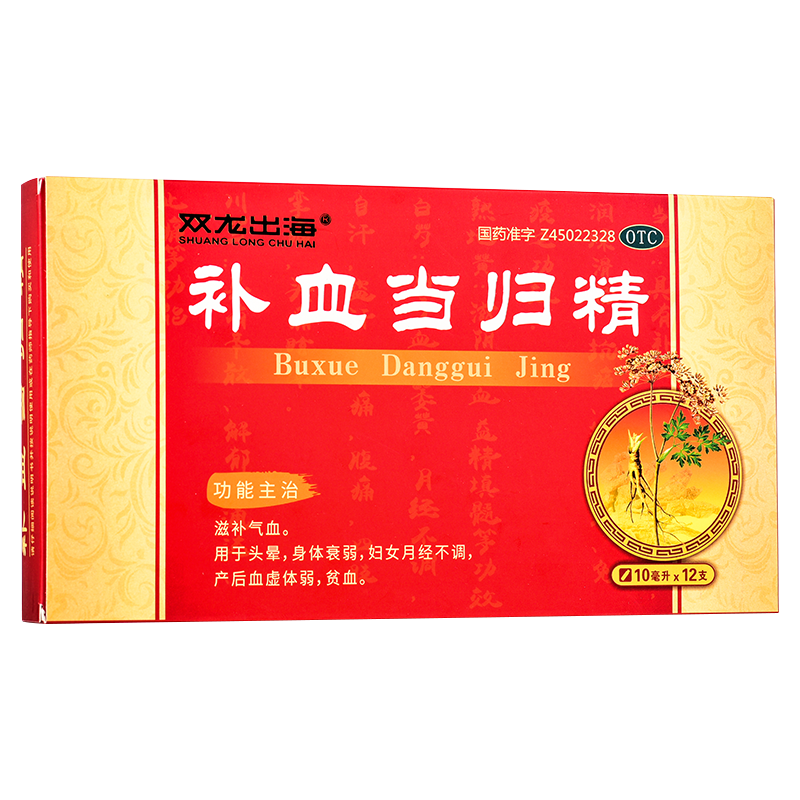 双龙出海®
SHUANG LONG CHU HAI
国药准字 Z45022328 OTC
补血当归精
Buxue Danggui Jing
功能主治
滋补气血。
用于头晕，身体衰弱，妇女月经不调，
产后血虚体弱，贫血。
10毫升x12支